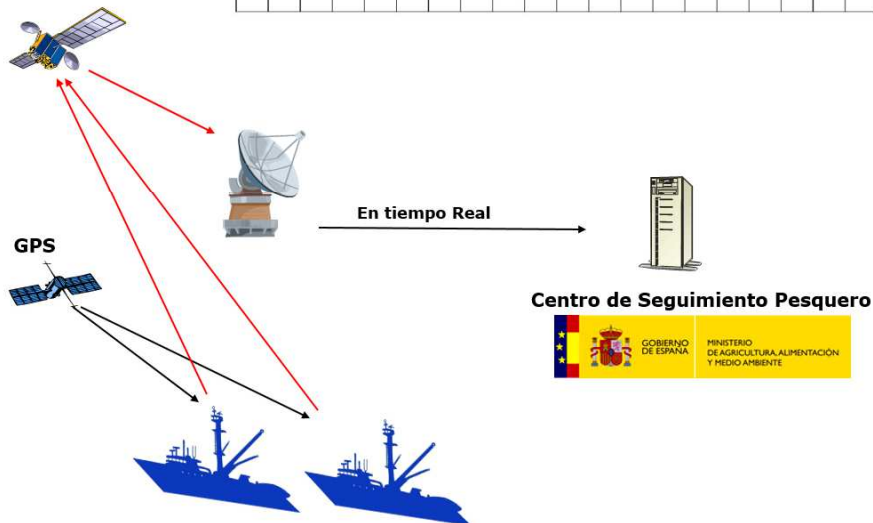 En tiempo Real
GPS
Centro de Seguimiento Pesquero
GOBIERNO
DE ESPAÑA
MINISTERIO
DE AGRICULTURA, ALIMENTACIÓN
Y MEDIO AMBIENTE